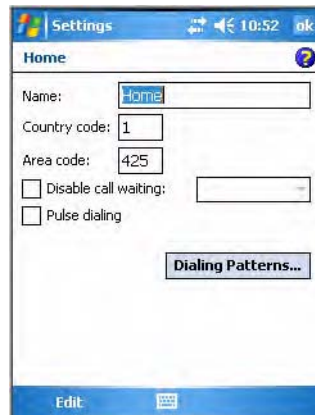 Settings 10:52 ok
Home ?
Name: Home
Country code: 1
Area code: 425
Disable call waiting:
Pulse dialing
Dialing Patterns...
Edit